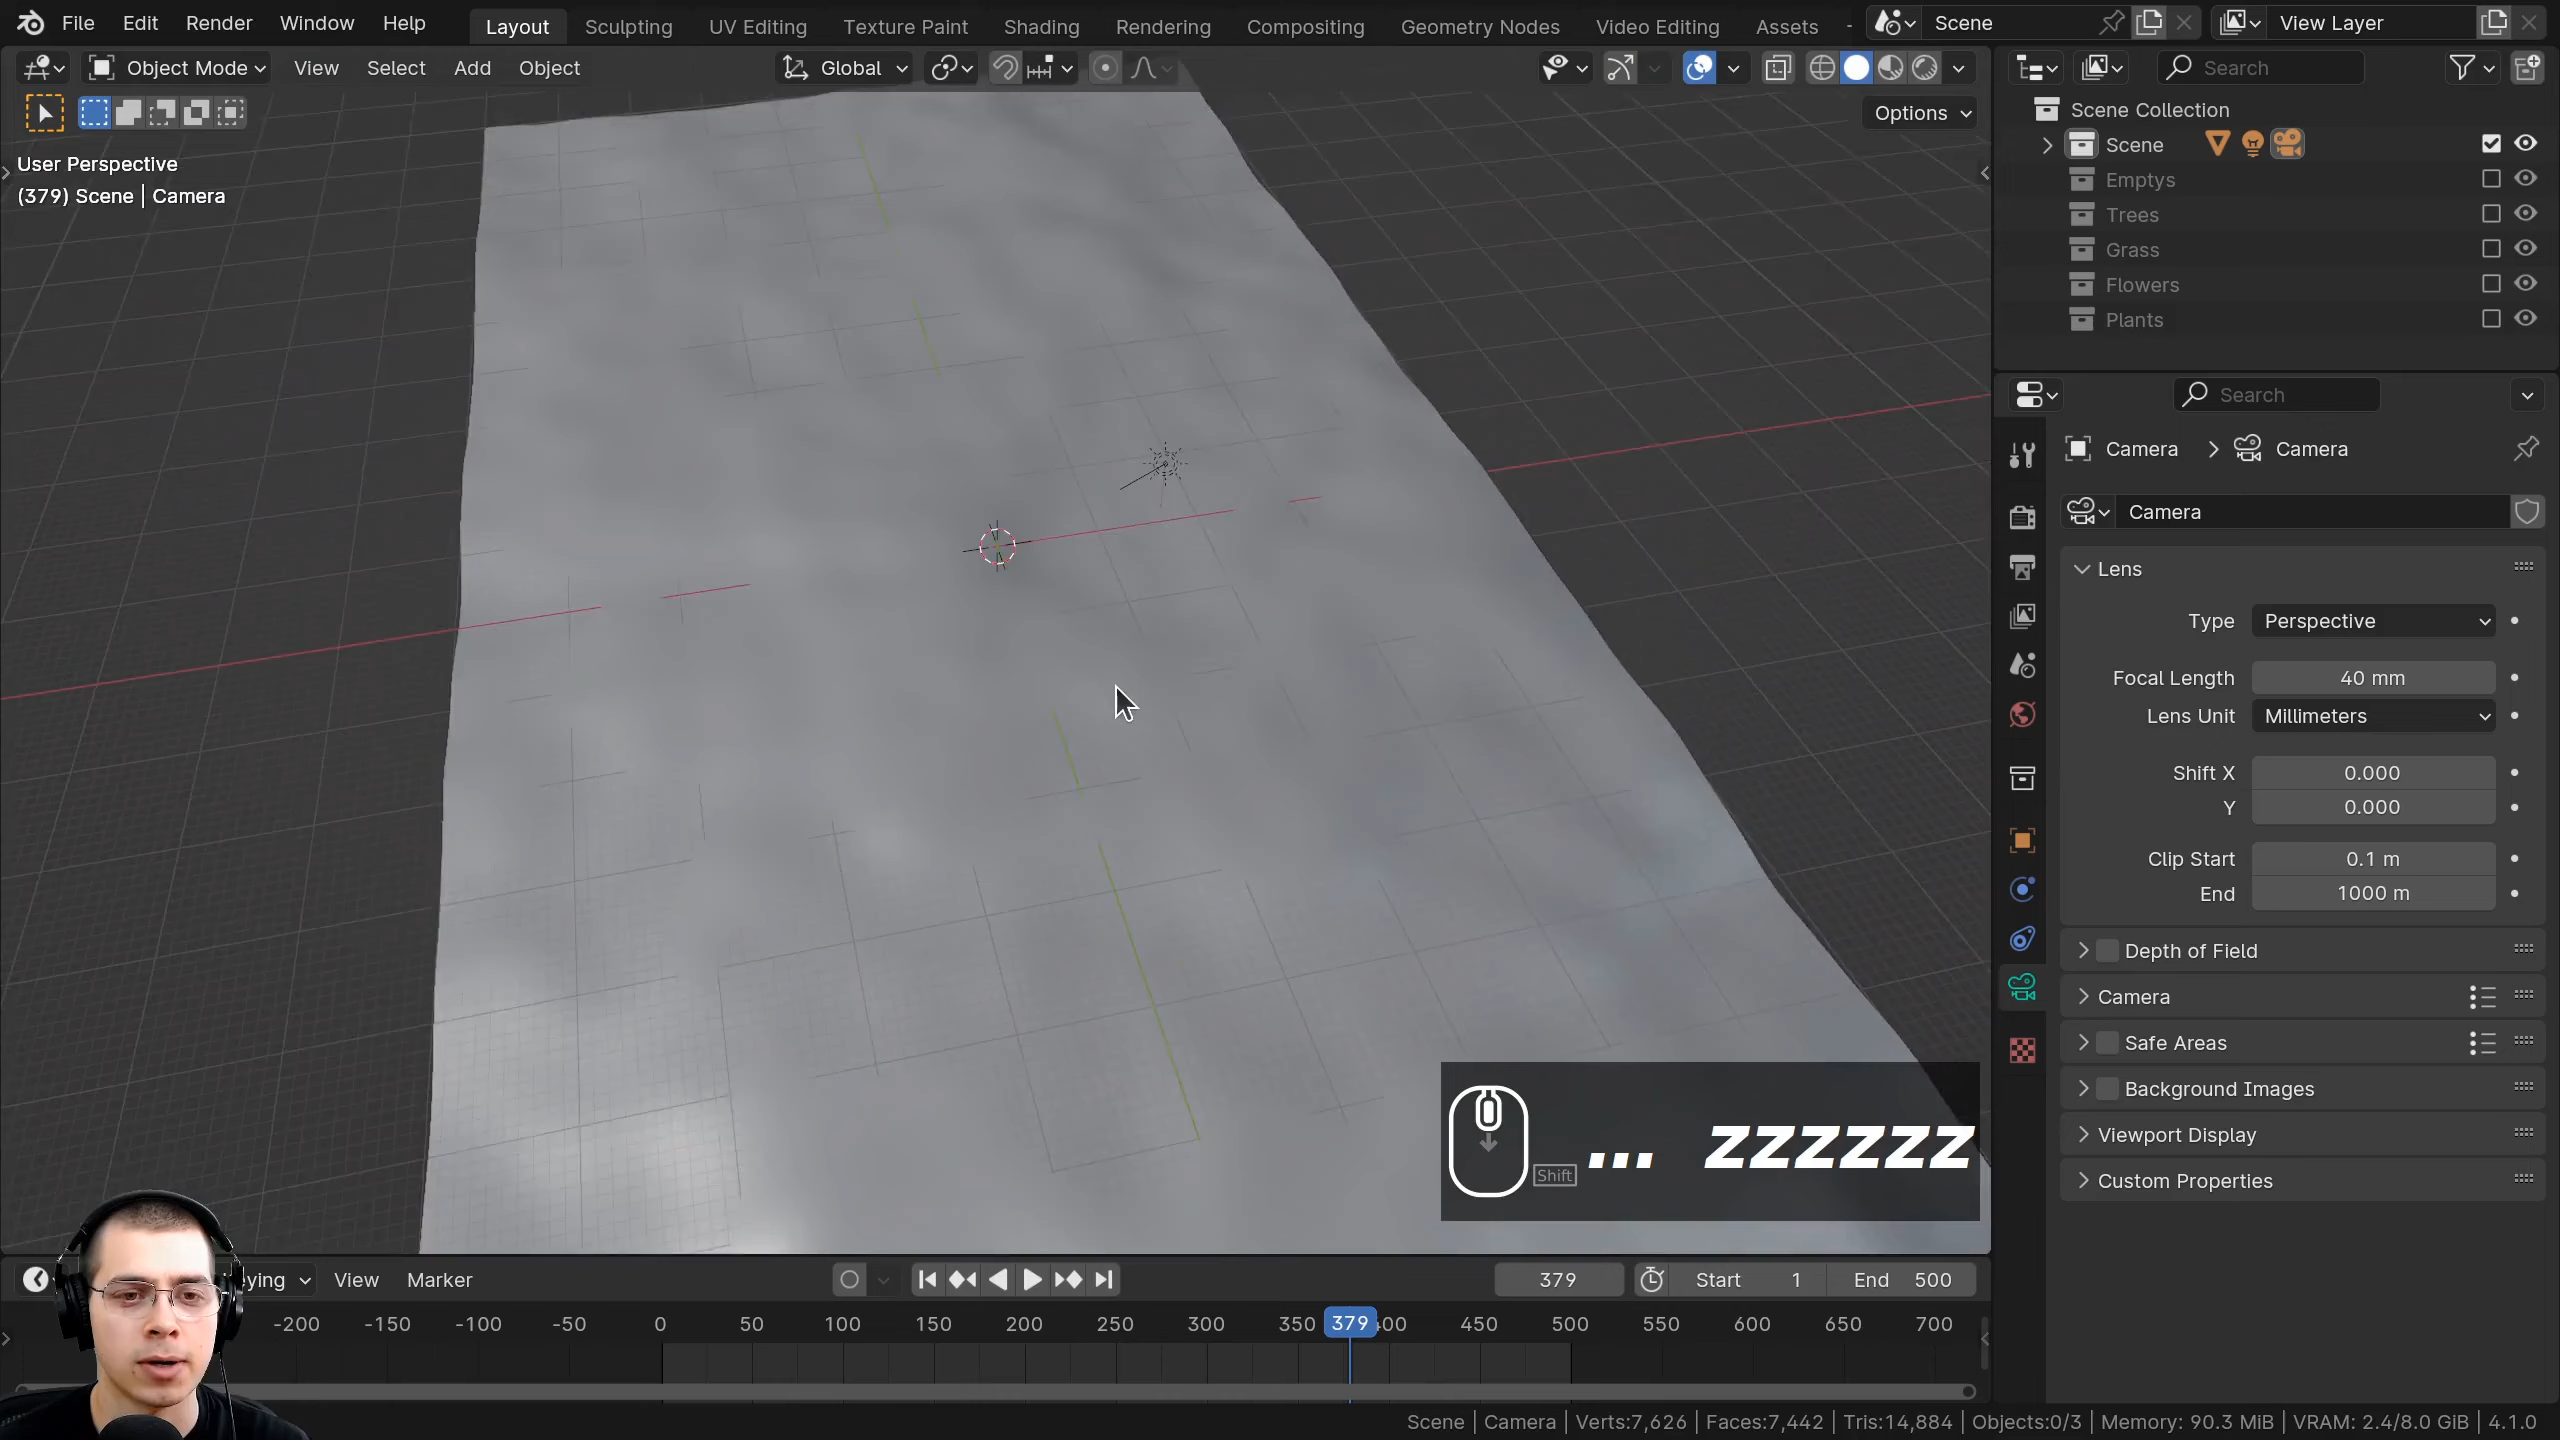 File Edit Render Window Help Layout Sculpting UV Editing Texture Paint Shading Rendering Compositing Geometry Nodes Video Editing Assets Scene View Layer
Object Mode View Select Add Object Global Search
Options
User Perspective
(379) Scene | Camera
Scene Collection
Scene
Emptys
Trees
Grass
Flowers
Plants
Search
Camera > Camera
Camera
Lens
Type Perspective
Focal Length 40 mm
Lens Unit Millimeters
Shift X 0.000
Y 0.000
Clip Start 0.1 m
End 1000 m
Depth of Field
Camera
Safe Areas
Background Images
Viewport Display
Custom Properties
Shift ... zzzzzz
eying View Marker 379 Start 1 End 500
-200 -150 -100 -50 0 50 100 150 200 250 300 350 379 400 450 500 550 600 650 700
Scene | Camera | Verts:7,626 | Faces:7,442 | Tris:14,884 | Objects:0/3 | Memory: 90.3 MiB | VRAM: 2.4/8.0 GiB | 4.1.0